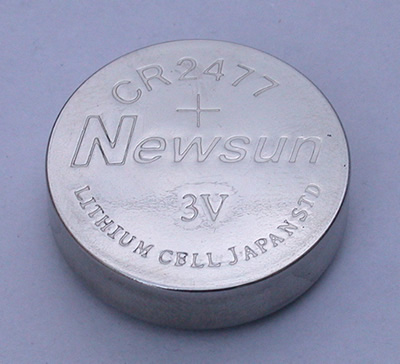 CR2477
+
Newsun
3V
LITHIUM CELL JAPAN STD